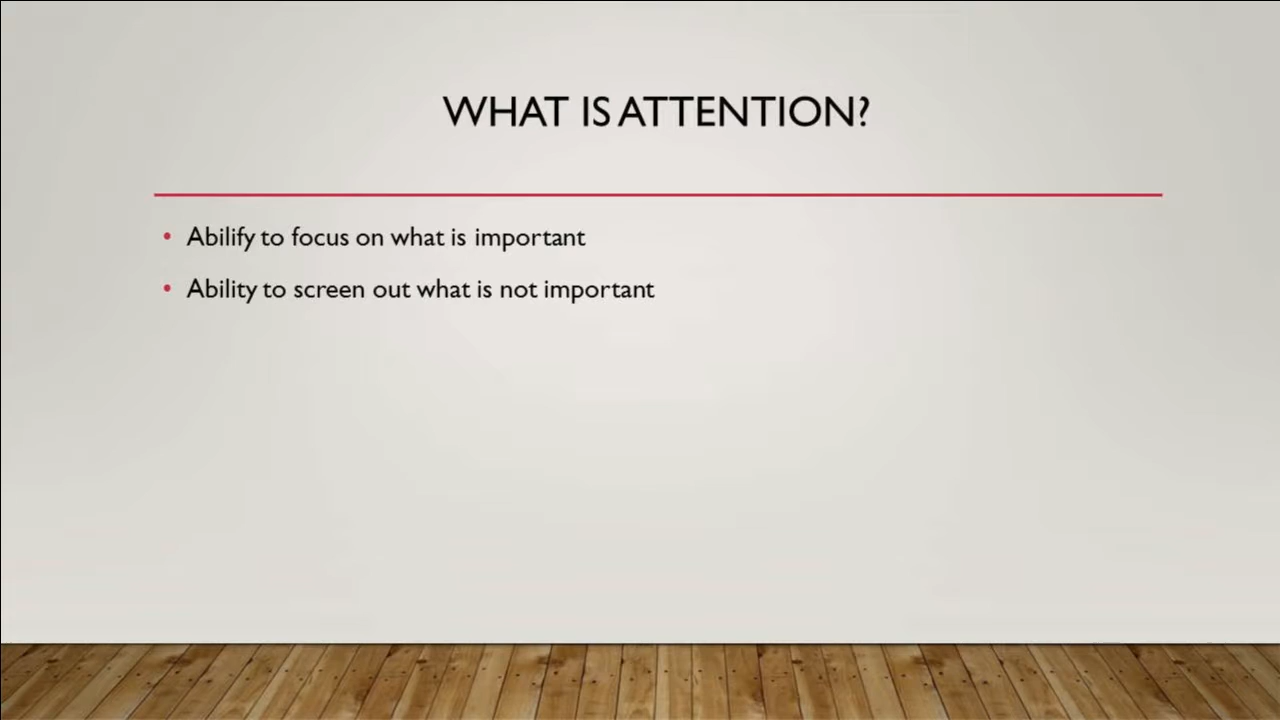 WHAT IS ATTENTION?
• Abilify to focus on what is important
• Ability to screen out what is not important